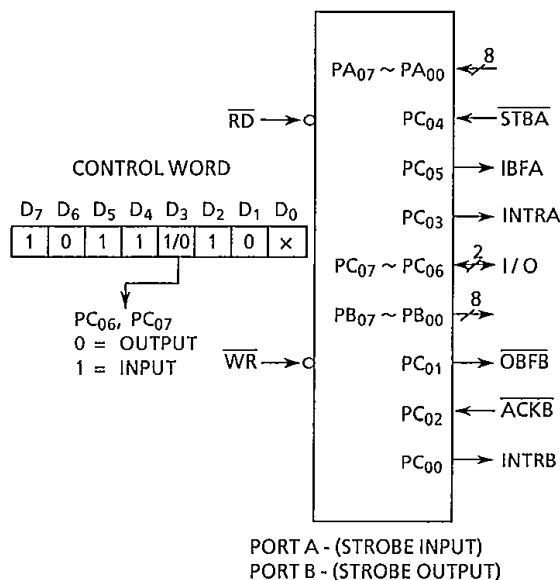 PA07 ~ PA00 8
RD
PC04 STBA
CONTROL WORD
PC05 IBFA
D7 D6 D5 D4 D3 D2 D1 D0
1 0 1 1 1/0 1 0 ×
PC03 INTRA
PC07 ~ PC06 2 I/O
PC06, PC07
0 = OUTPUT
1 = INPUT
PB07 ~ PB00 8
WR
PC01 OBFB
PC02 ACKB
PC00 INTRB
PORT A - (STROBE INPUT)
PORT B - (STROBE OUTPUT)